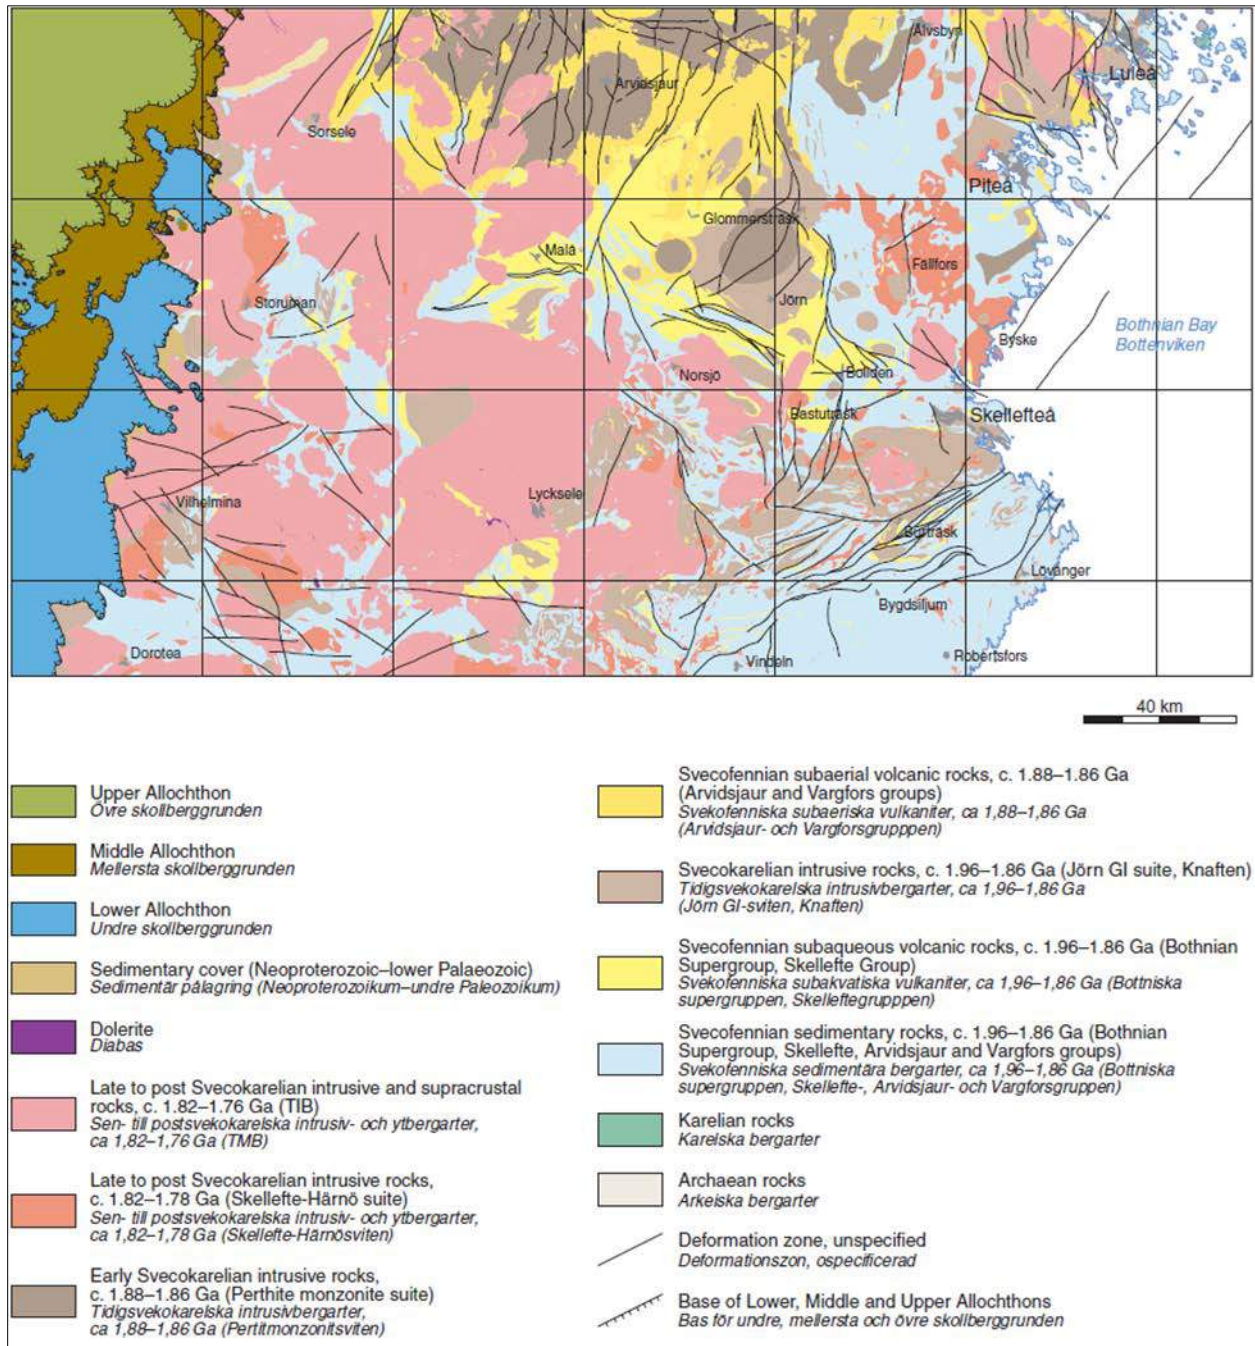 Älvsbyn
Luleå
Arvidsjaur
Sorsele
Piteå
Glommersträsk
Malå
Fällfors
Storuman
Jörn
Bothnian Bay
Bottenviken
Byske
Norsjö
Boliden
Bastuträsk
Skellefteå
Vilhelmina
Lycksele
Burträsk
Lövånger
Bygdsiljum
Dorotea
Vindeln
Robertsfors
40 km
Upper Allochthon
Övre skollberggrunden
Middle Allochthon
Mellersta skollberggrunden
Lower Allochthon
Undre skollberggrunden
Sedimentary cover (Neoproterozoic–lower Palaeozoic)
Sedimentär pålagring (Neoproterozoikum–undre Paleozoikum)
Dolerite
Diabas
Late to post Svecokarelian intrusive and supracrustal
rocks, c. 1.82–1.76 Ga (TIB)
Sen- till postsvekokarelska intrusiv- och ytbergarter,
ca 1,82–1,76 Ga (TMB)
Late to post Svecokarelian intrusive rocks,
c. 1.82–1.78 Ga (Skellefte-Härnö suite)
Sen- till postsvekokarelska intrusiv- och ytbergarter,
ca 1,82–1,78 Ga (Skellefte-Härnösviten)
Early Svecokarelian intrusive rocks,
c. 1.88–1.86 Ga (Perthite monzonite suite)
Tidigsvekokarelska intrusivbergarter,
ca 1,88–1,86 Ga (Pertitmonzonitsviten)
Svecofennian subaerial volcanic rocks, c. 1.88–1.86 Ga
(Arvidsjaur and Vargfors groups)
Svekofenniska subaeriska vulkaniter, ca 1,88–1,86 Ga
(Arvidsjaur- och Vargforsgrupppen)
Svecokarelian intrusive rocks, c. 1.96–1.86 Ga (Jörn GI suite, Knaften)
Tidigsvekokarelska intrusivbergarter, ca 1,96–1,86 Ga
(Jörn GI-sviten, Knaften)
Svecofennian subaqueous volcanic rocks, c. 1.96–1.86 Ga (Bothnian
Supergroup, Skellefte Group)
Svekofenniska subakvatiska vulkaniter, ca 1,96–1,86 Ga (Bottniska
supergruppen, Skelleftegrupppen)
Svecofennian sedimentary rocks, c. 1.96–1.86 Ga (Bothnian
Supergroup, Skellefte, Arvidsjaur and Vargfors groups)
Svekofenniska sedimentära bergarter, ca 1,96–1,86 Ga (Bottniska
supergruppen, Skellefte-, Arvidsjaur- och Vargforsgruppen)
Karelian rocks
Karelska bergarter
Archaean rocks
Arkeiska bergarter
Deformation zone, unspecified
Deformationszon, ospecificerad
Base of Lower, Middle and Upper Allochthons
Bas för undre, mellersta och övre skollberggrunden